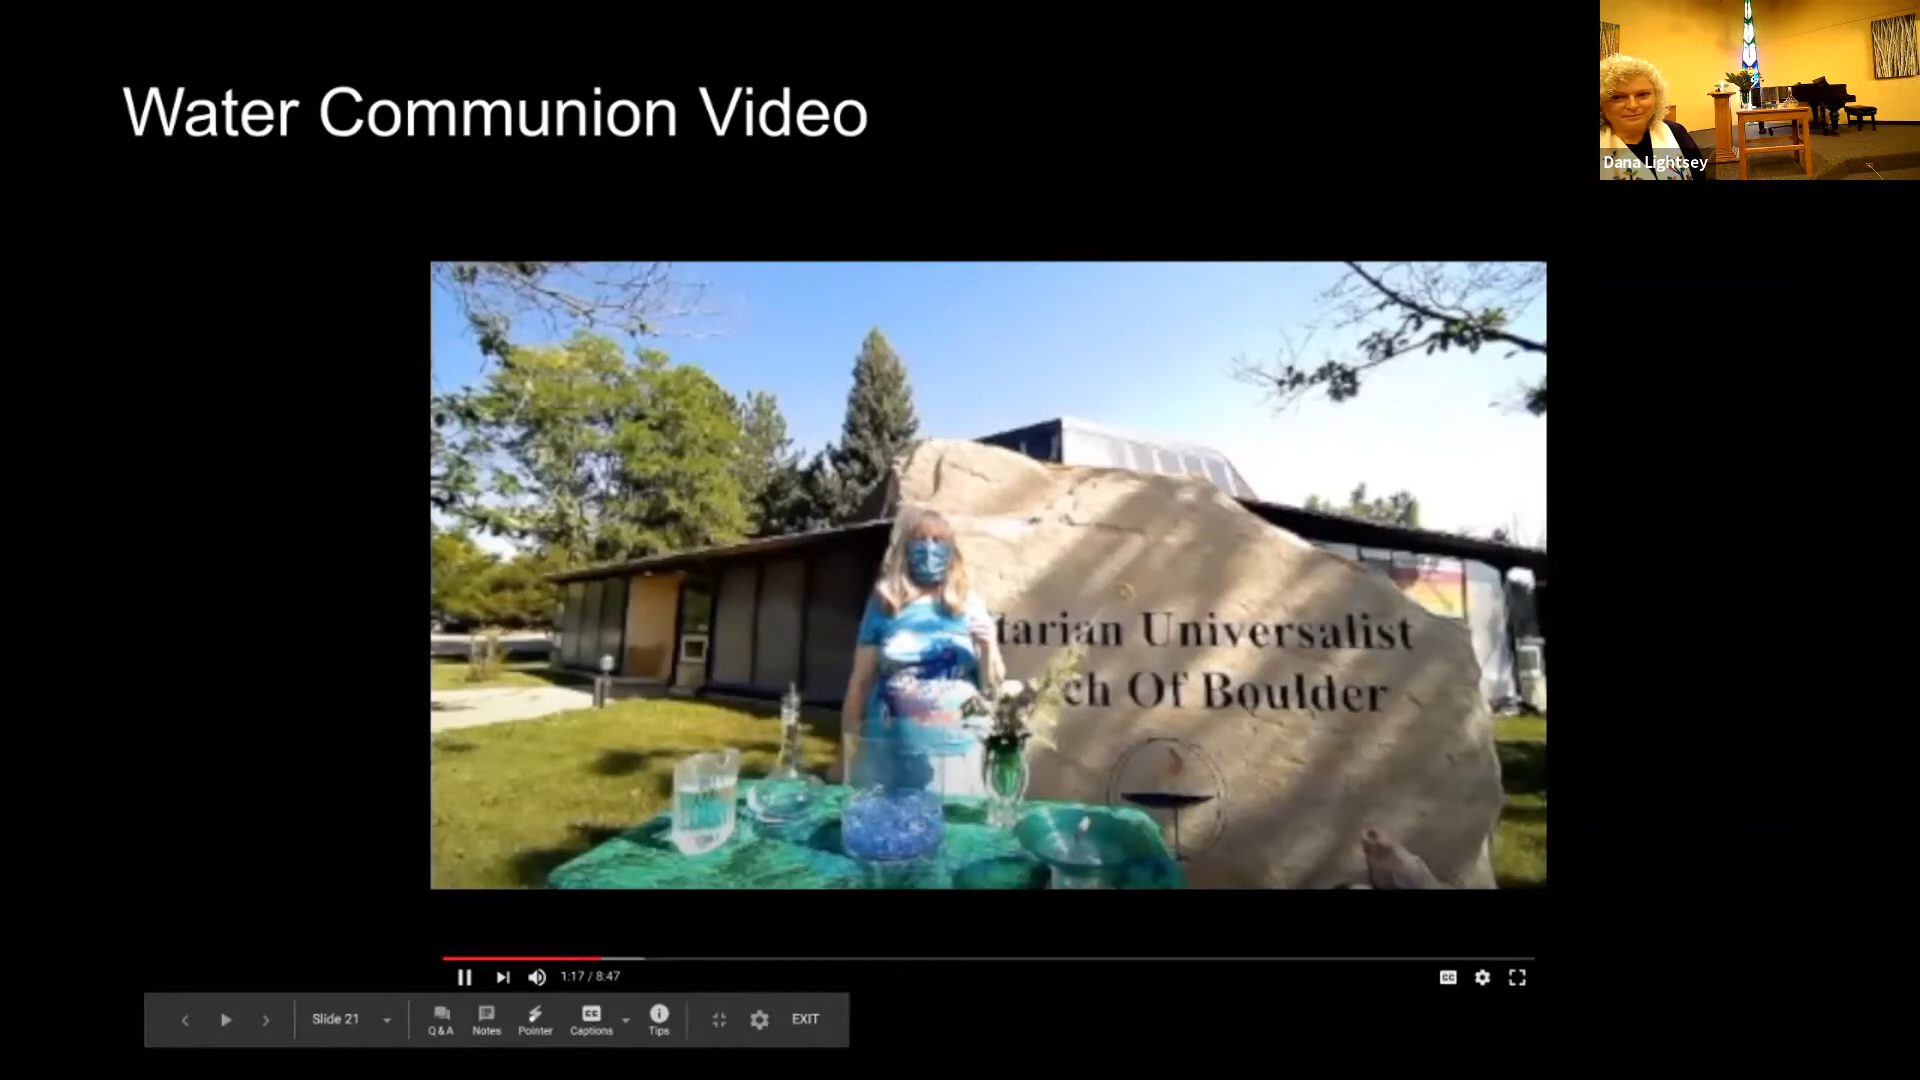 Water Communion Video
Dana Lightsey
tarian Universalist
ch Of Boulder
1:17 / 8:47
CC
Slide 21
Q&A
Notes
Pointer
Captions
Tips
EXIT